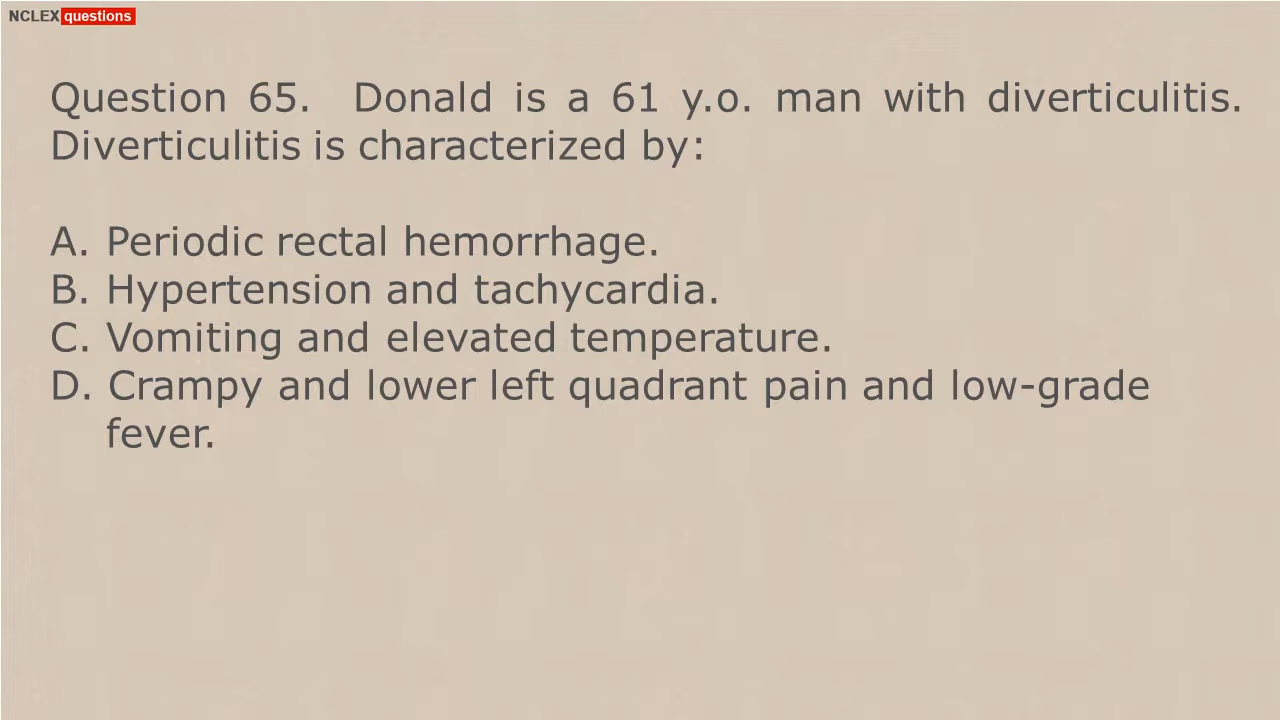 NCLEX questions
Question 65. Donald is a 61 y.o. man with diverticulitis.
Diverticulitis is characterized by:
A. Periodic rectal hemorrhage.
B. Hypertension and tachycardia.
C. Vomiting and elevated temperature.
D. Crampy and lower left quadrant pain and low-grade
fever.